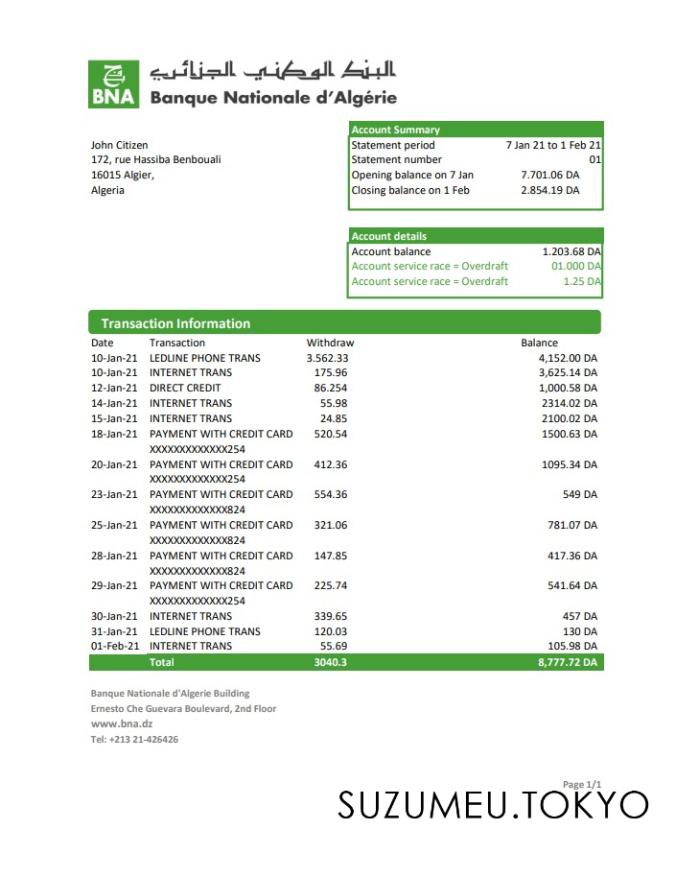 البنك الوطني الجزائري
BNA
Banque Nationale d'Algérie
Account Summary
John Citizen
172, rue Hassiba Benbouali
16015 Algier,
Algeria
Statement period 7 Jan 21 to 1 Feb 21
Statement number 01
Opening balance on 7 Jan 7.701.06 DA
Closing balance on 1 Feb 2.854.19 DA
Account details
Account balance 1.203.68 DA
Account service race = Overdraft 01.000 DA
Account service race = Overdraft 1.25 DA
Transaction Information
Date Transaction Withdraw Balance
10-Jan-21 LEDLINE PHONE TRANS 3.562.33 4,152.00 DA
10-Jan-21 INTERNET TRANS 175.96 3,625.14 DA
12-Jan-21 DIRECT CREDIT 86.254 1,000.58 DA
14-Jan-21 INTERNET TRANS 55.98 2314.02 DA
15-Jan-21 INTERNET TRANS 24.85 2100.02 DA
18-Jan-21 PAYMENT WITH CREDIT CARD 520.54 1500.63 DA
XXXXXXXXXXXXX254
20-Jan-21 PAYMENT WITH CREDIT CARD 412.36 1095.34 DA
XXXXXXXXXXXXX254
23-Jan-21 PAYMENT WITH CREDIT CARD 554.36 549 DA
XXXXXXXXXXXXX824
25-Jan-21 PAYMENT WITH CREDIT CARD 321.06 781.07 DA
XXXXXXXXXXXXX824
28-Jan-21 PAYMENT WITH CREDIT CARD 147.85 417.36 DA
XXXXXXXXXXXXX824
29-Jan-21 PAYMENT WITH CREDIT CARD 225.74 541.64 DA
XXXXXXXXXXXXX254
30-Jan-21 INTERNET TRANS 339.65 457 DA
31-Jan-21 LEDLINE PHONE TRANS 120.03 130 DA
01-Feb-21 INTERNET TRANS 55.69 105.98 DA
Total 3040.3 8,777.72 DA
Banque Nationale d'Algerie Building
Ernesto Che Guevara Boulevard, 2nd Floor
www.bna.dz
Tel: +213 21-426426
Page 1/1
SUZUMEU.TOKYO